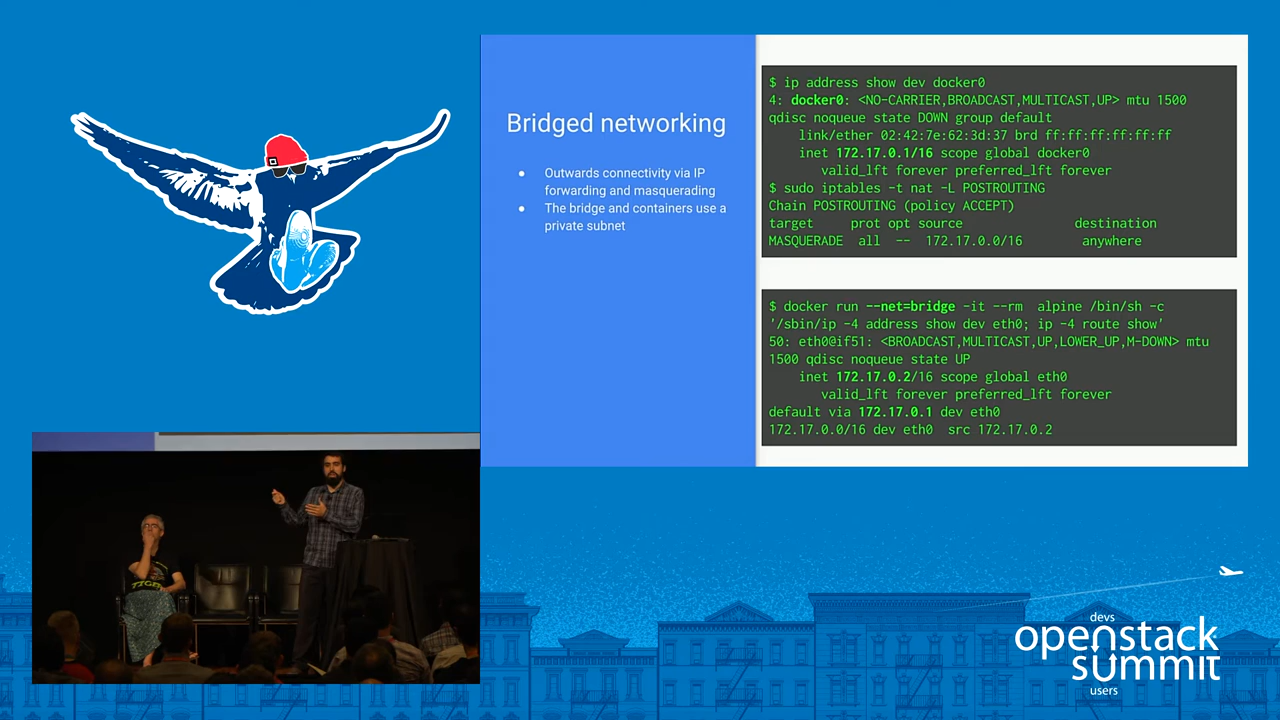 Bridged networking
● Outwards connectivity via IP
forwarding and masquerading
● The bridge and containers use a
private subnet
$ ip address show dev docker0
4: docker0: <NO-CARRIER,BROADCAST,MULTICAST,UP> mtu 1500
qdisc noqueue state DOWN group default
link/ether 02:42:7e:62:3d:37 brd ff:ff:ff:ff:ff:ff
inet 172.17.0.1/16 scope global docker0
valid_lft forever preferred_lft forever
$ sudo iptables -t nat -L POSTROUTING
Chain POSTROUTING (policy ACCEPT)
target prot opt source destination
MASQUERADE all -- 172.17.0.0/16 anywhere
$ docker run --net=bridge -it --rm alpine /bin/sh -c
'/sbin/ip -4 address show dev eth0; ip -4 route show'
50: eth0@if51: <BROADCAST,MULTICAST,UP,LOWER_UP,M-DOWN> mtu
1500 qdisc noqueue state UP
inet 172.17.0.2/16 scope global eth0
valid_lft forever preferred_lft forever
default via 172.17.0.1 dev eth0
172.17.0.0/16 dev eth0 src 172.17.0.2
devs
openstack
summit
users